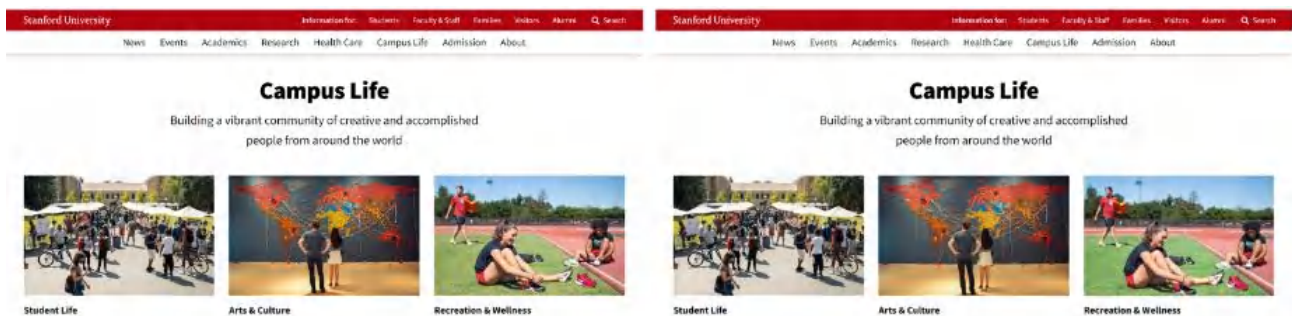 Stanford University
Information for: Students Faculty & Staff Families Visitors Alumni Search
News Events Academics Research Health Care Campus Life Admission About
Campus Life
Building a vibrant community of creative and accomplished
people from around the world
Student Life
Arts & Culture
Recreation & Wellness
Stanford University
Information for: Students Faculty & Staff Families Visitors Alumni Search
News Events Academics Research Health Care Campus Life Admission About
Campus Life
Building a vibrant community of creative and accomplished
people from around the world
Student Life
Arts & Culture
Recreation & Wellness